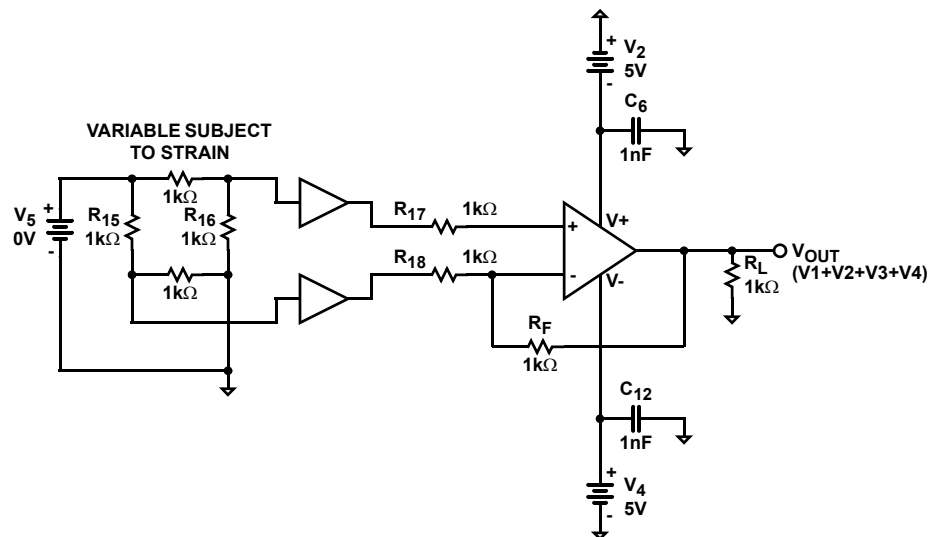 +
V2
5V
-
C6
1nF
VARIABLE SUBJECT
TO STRAIN
1kΩ
V5
0V
+
-
R15
1kΩ
R16
1kΩ
1kΩ
R17
1kΩ
R18
1kΩ
+
-
V+
V-
RF
1kΩ
VOUT
(V1+V2+V3+V4)
RL
1kΩ
C12
1nF
+
V4
5V
-